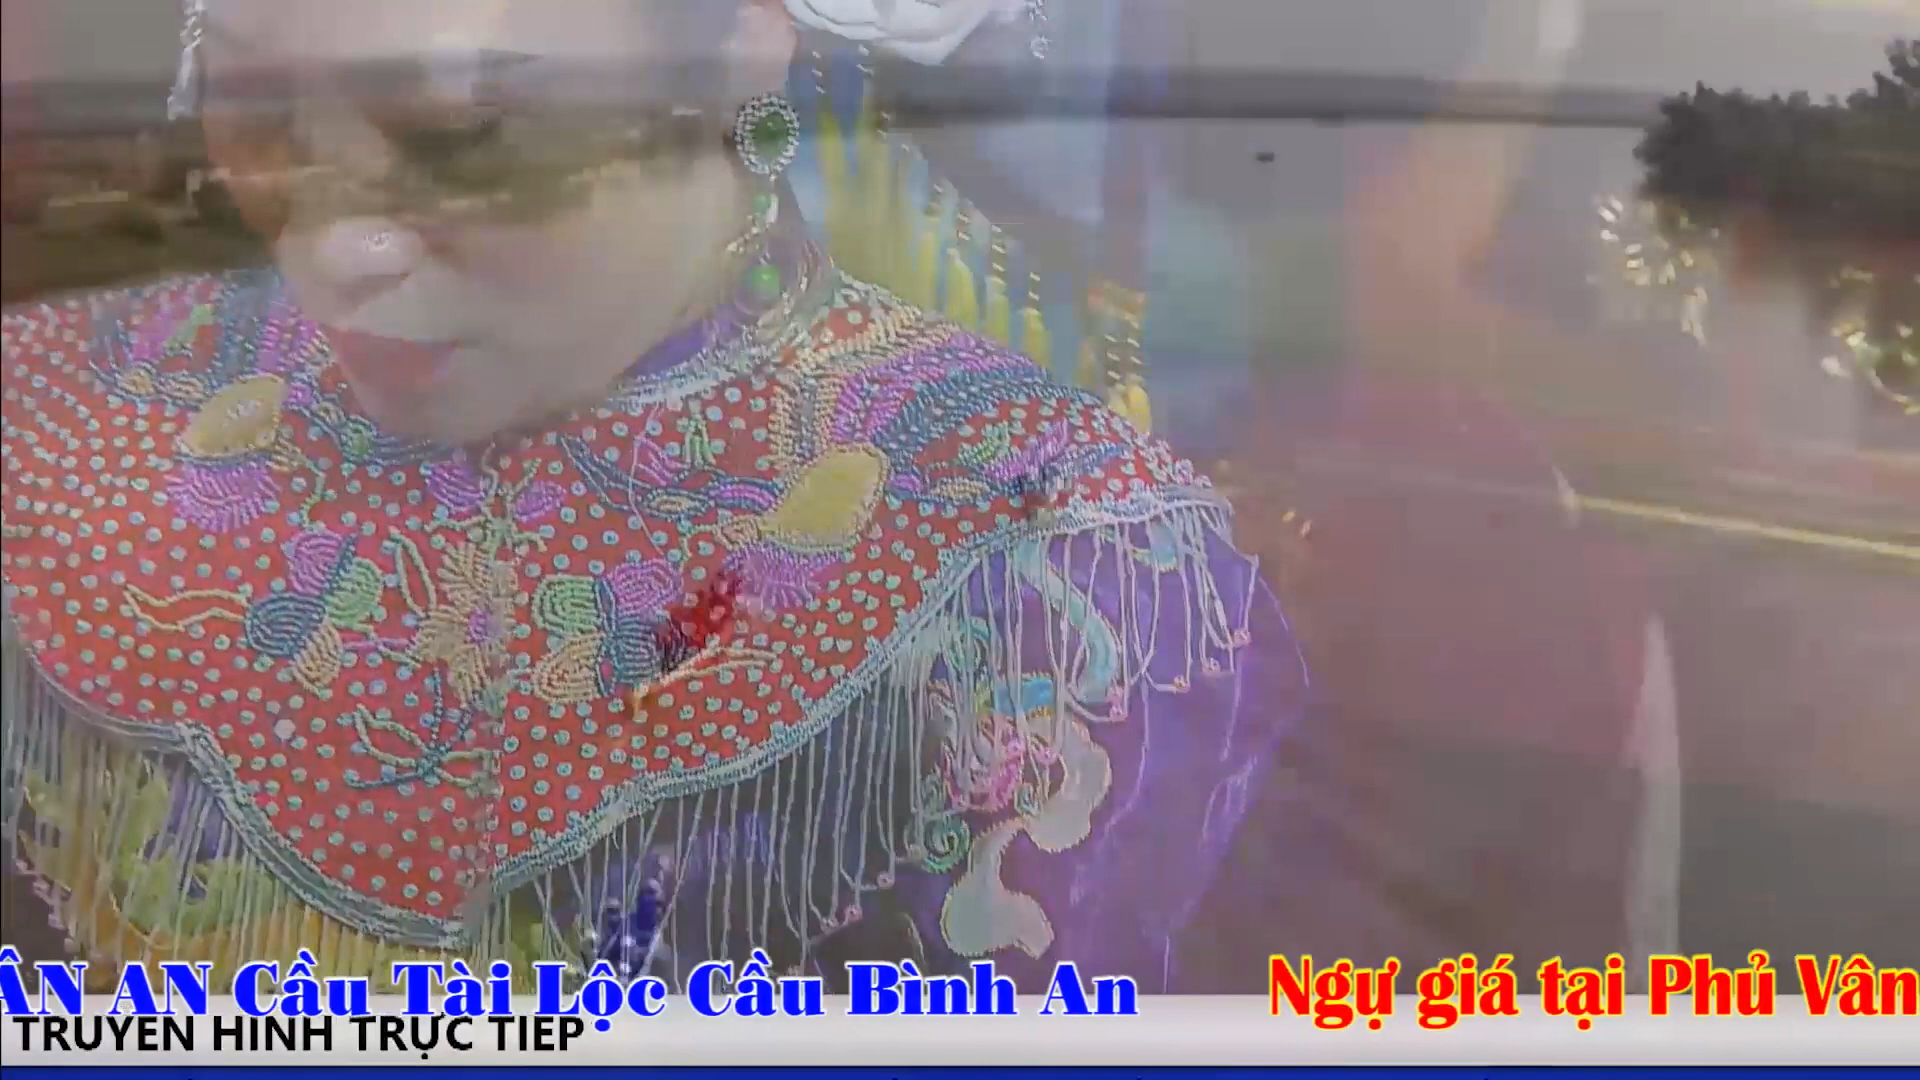 ÂN AN Cầu Tài Lộc Cầu Bình An Ngự giá tại Phủ Vân
TRUYEN HINH TRỰC TIEP